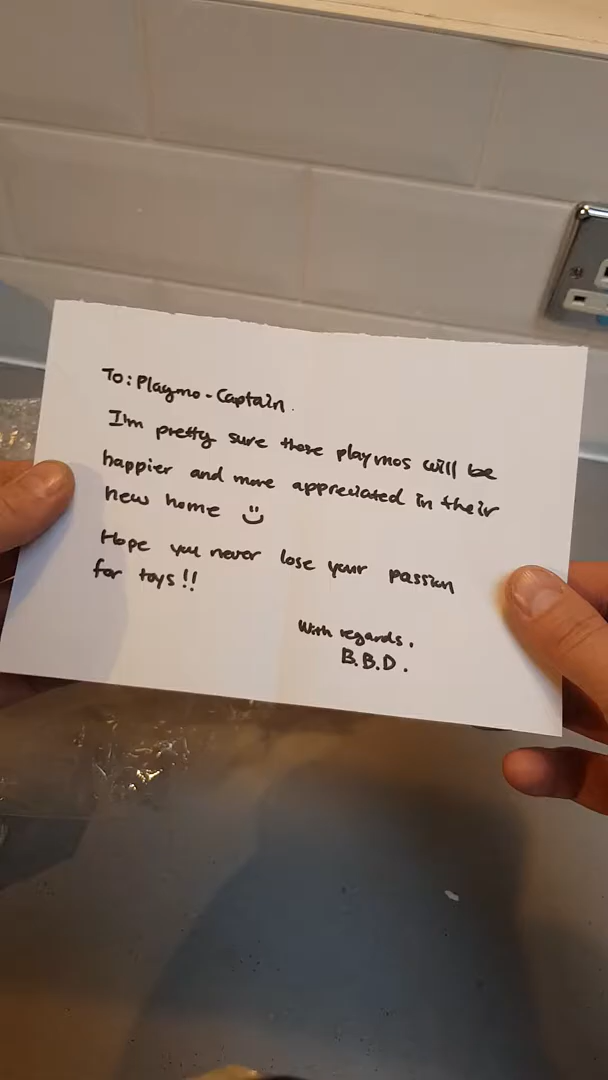 To: Playmo-Captain.
I'm pretty sure these playmos will be
happier and more appreciated in their
new home
Hope you never lose your passion
for toys!!
With regards.
B.B.D.